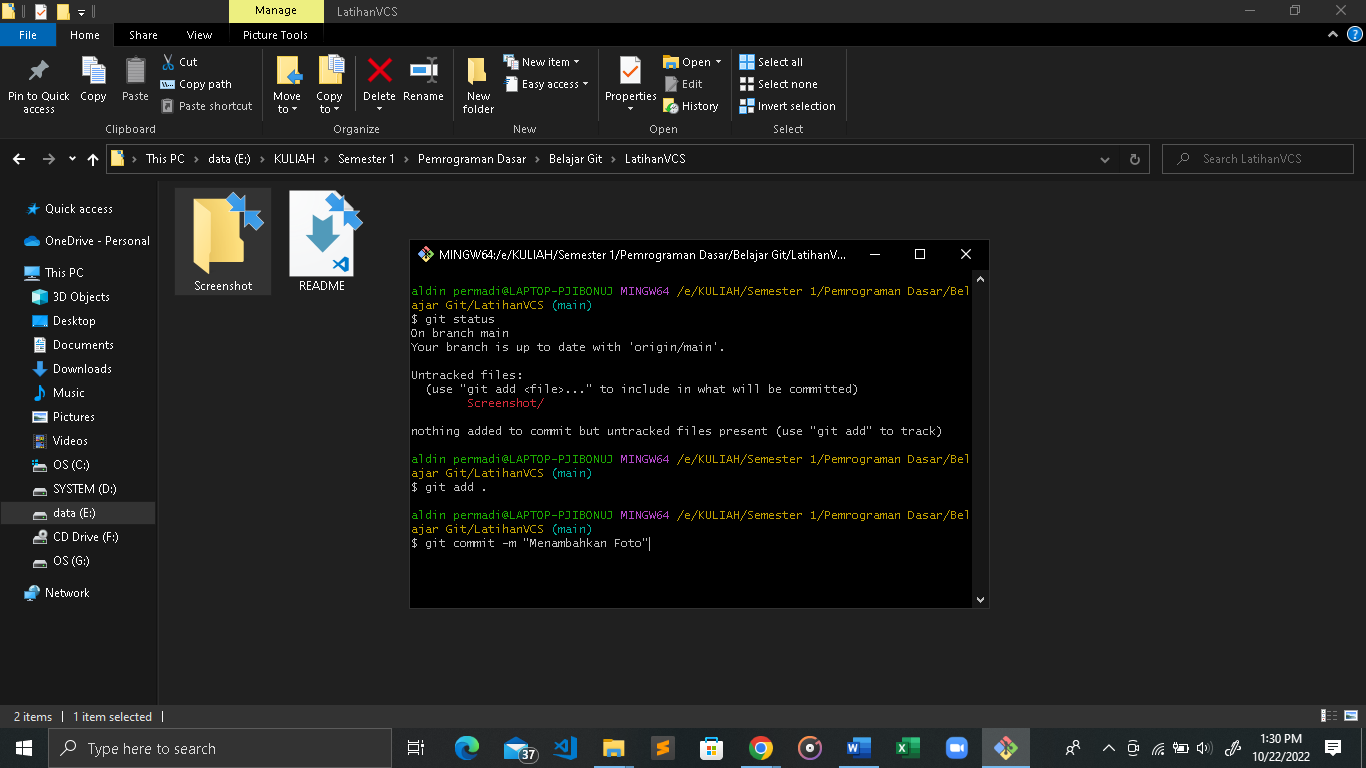 Manage
LatihanVCS
File
Home
Share
View
Picture Tools
Pin to Quick access
Copy
Paste
Cut
Copy path
Paste shortcut
Clipboard
Move to
Copy to
Delete
Rename
Organize
New folder
New item
Easy access
New
Properties
Open
Edit
History
Open
Select all
Select none
Invert selection
Select
This PC > data (E:) > KULIAH > Semester 1 > Pemrograman Dasar > Belajar Git > LatihanVCS
Search LatihanVCS
Quick access
OneDrive - Personal
This PC
3D Objects
Desktop
Documents
Downloads
Music
Pictures
Videos
OS (C:)
SYSTEM (D:)
data (E:)
CD Drive (F:)
OS (G:)
Network
Screenshot
README
MINGW64:/e/KULIAH/Semester 1/Pemrograman Dasar/Belajar Git/LatihanV...
aldin permadi@LAPTOP-PJIBONUJ MINGW64 /e/KULIAH/Semester 1/Pemrograman Dasar/Bel
ajar Git/LatihanVCS (main)
$ git status
On branch main
Your branch is up to date with 'origin/main'.
Untracked files:
(use "git add <file>..." to include in what will be committed)
Screenshot/
nothing added to commit but untracked files present (use "git add" to track)
aldin permadi@LAPTOP-PJIBONUJ MINGW64 /e/KULIAH/Semester 1/Pemrograman Dasar/Bel
ajar Git/LatihanVCS (main)
$ git add .
aldin permadi@LAPTOP-PJIBONUJ MINGW64 /e/KULIAH/Semester 1/Pemrograman Dasar/Bel
ajar Git/LatihanVCS (main)
$ git commit -m "Menambahkan Foto"
2 items
1 item selected
Type here to search
37
1:30 PM
10/22/2022